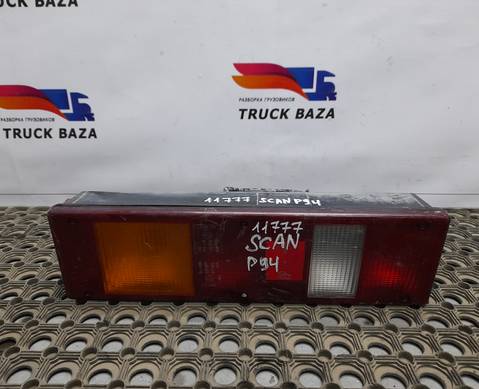 TRUCK BAZA
РАЗБОРКА ГРУЗОВИКОВ
TRUCK BAZA
РАЗБОРКА ГРУЗОВИКОВ
TRUCK BAZA
11777 SCAN P94
11777
SCAN
P94